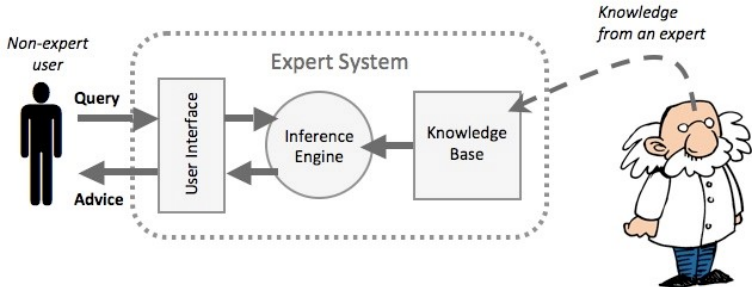 Non-expert
user
Query
Advice
Expert System
User Interface
Inference
Engine
Knowledge
Base
Knowledge
from an expert